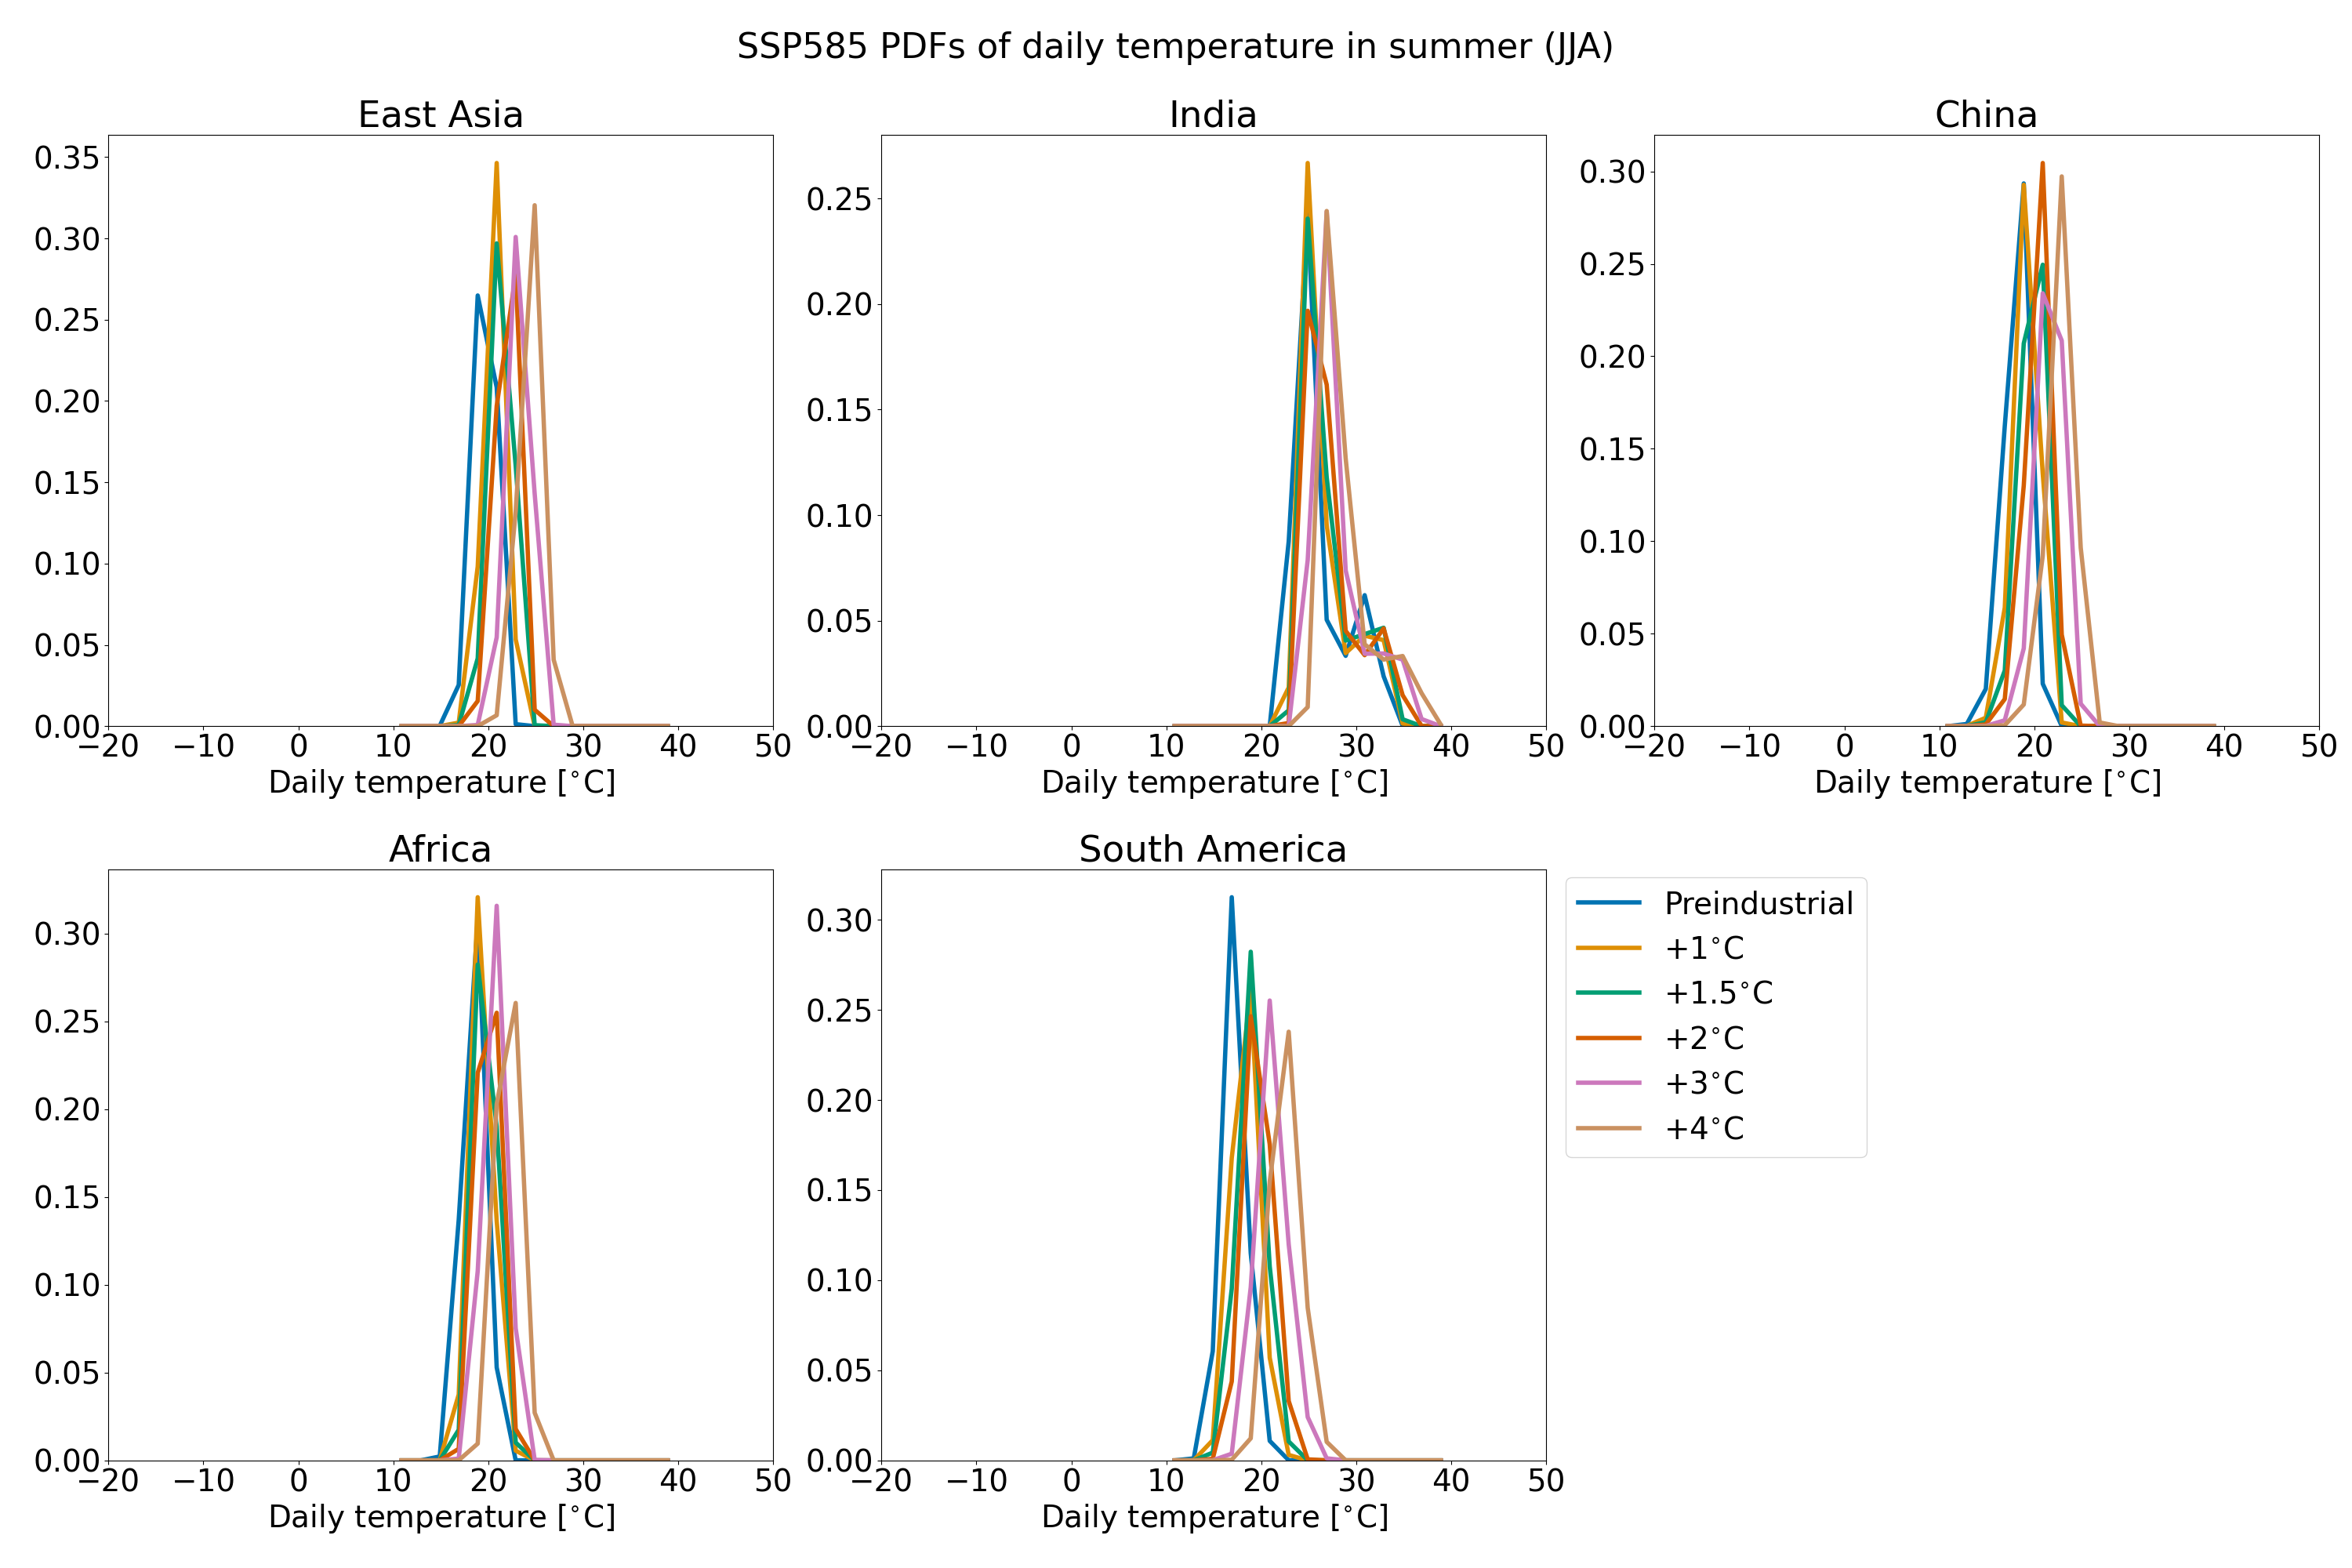 SSP585 PDFs of daily temperature in summer (JJA)
East Asia
0.35
0.30
0.25
0.20
0.15
0.10
0.05
0.00
−20 −10 0 10 20 30 40 50
Daily temperature [°C]
India
0.25
0.20
0.15
0.10
0.05
0.00
−20 −10 0 10 20 30 40 50
Daily temperature [°C]
China
0.30
0.25
0.20
0.15
0.10
0.05
0.00
−20 −10 0 10 20 30 40 50
Daily temperature [°C]
Africa
0.30
0.25
0.20
0.15
0.10
0.05
0.00
−20 −10 0 10 20 30 40 50
Daily temperature [°C]
South America
0.30
0.25
0.20
0.15
0.10
0.05
0.00
−20 −10 0 10 20 30 40 50
Daily temperature [°C]
Preindustrial
+1°C
+1.5°C
+2°C
+3°C
+4°C